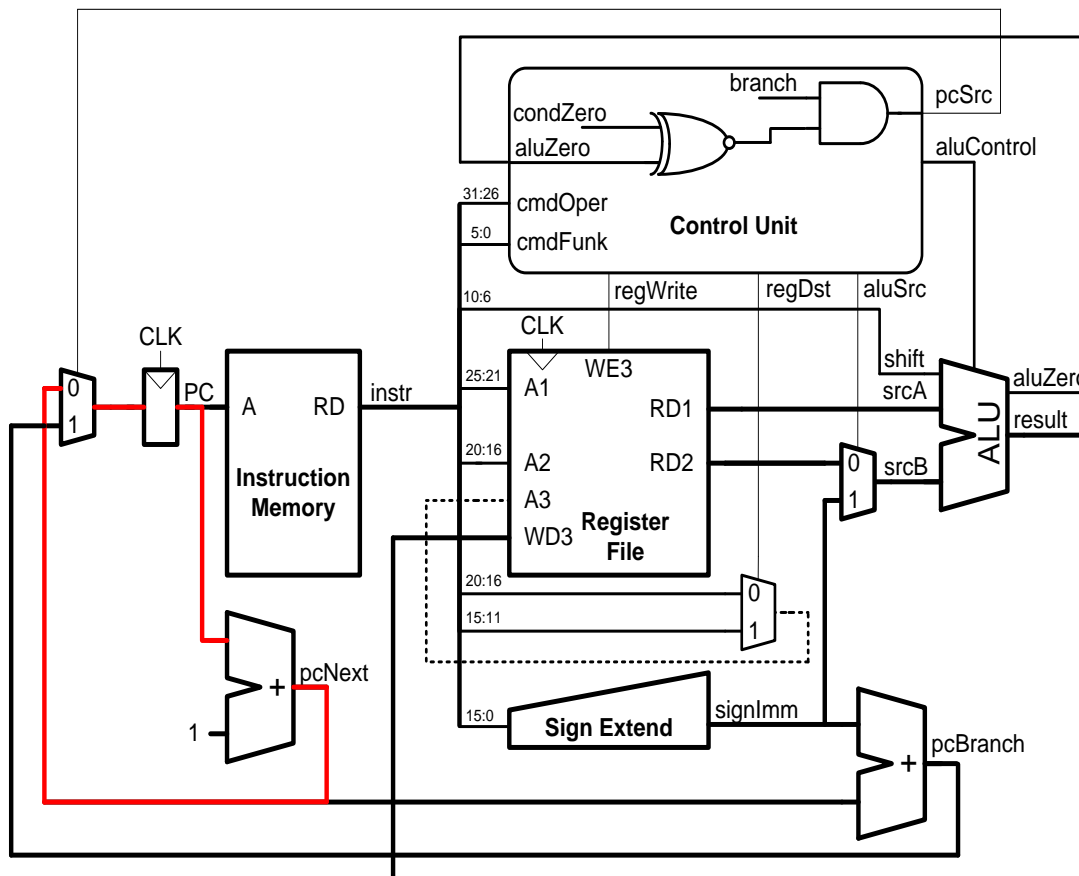 branch
pcSrc
condZero
aluZero
aluControl
31:26
cmdOper
5:0
cmdFunk
Control Unit
10:6
regWrite
regDst
aluSrc
CLK
CLK
shift
0
1
PC
A
RD
instr
25:21
A1
WE3
RD1
srcA
aluZero
ALU
result
20:16
A2
RD2
0
1
srcB
Instruction
Memory
A3
WD3
Register
File
20:16
15:11
0
1
pcNext
+
1
15:0
Sign Extend
signImm
pcBranch
+